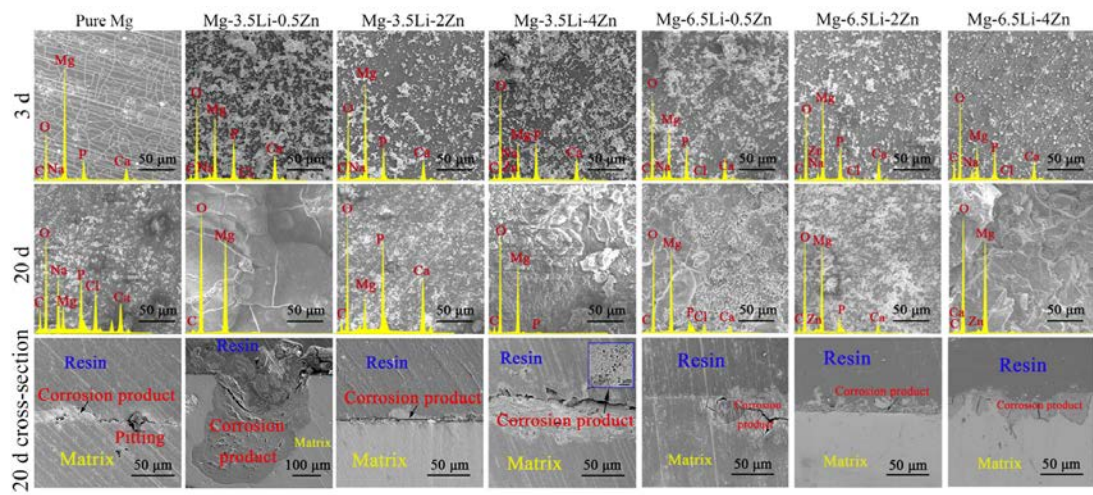 Pure Mg
Mg-3.5Li-0.5Zn
Mg-3.5Li-2Zn
Mg-3.5Li-4Zn
Mg-6.5Li-0.5Zn
Mg-6.5Li-2Zn
Mg-6.5Li-4Zn
3 d
Mg
O
C
Na
P
Ca
50 μm
O
Mg
P
Ca
C
Na
Cl
50 μm
Mg
O
P
Ca
C
Na
50 μm
O
Mg
P
Na
Ca
C
50 μm
O
Mg
P
Cl
Ca
C
Na
50 μm
O
Mg
Zn
P
Na
Cl
Ca
C
50 μm
O
Mg
P
Ca
C
Na
Cl
50 μm
20 d
O
Na
P
Cl
Mg
Ca
C
50 μm
O
Mg
C
50 μm
O
P
Mg
Ca
C
50 μm
O
Mg
P
C
50 μm
O
Mg
P
Cl
Ca
C
50 μm
O
Mg
P
Ca
C
Zn
50 μm
O
Mg
Ca
C
Zn
50 μm
20 d cross-section
Resin
Corrosion product
Pitting
Matrix
50 μm
Resin
Corrosion
product
Matrix
100 μm
Resin
Corrosion product
Matrix
50 μm
Resin
Corrosion product
Matrix
50 μm
Resin
Corrosion
product
Matrix
50 μm
Resin
Corrosion product
Matrix
50 μm
Resin
Corrosion product
Matrix
50 μm